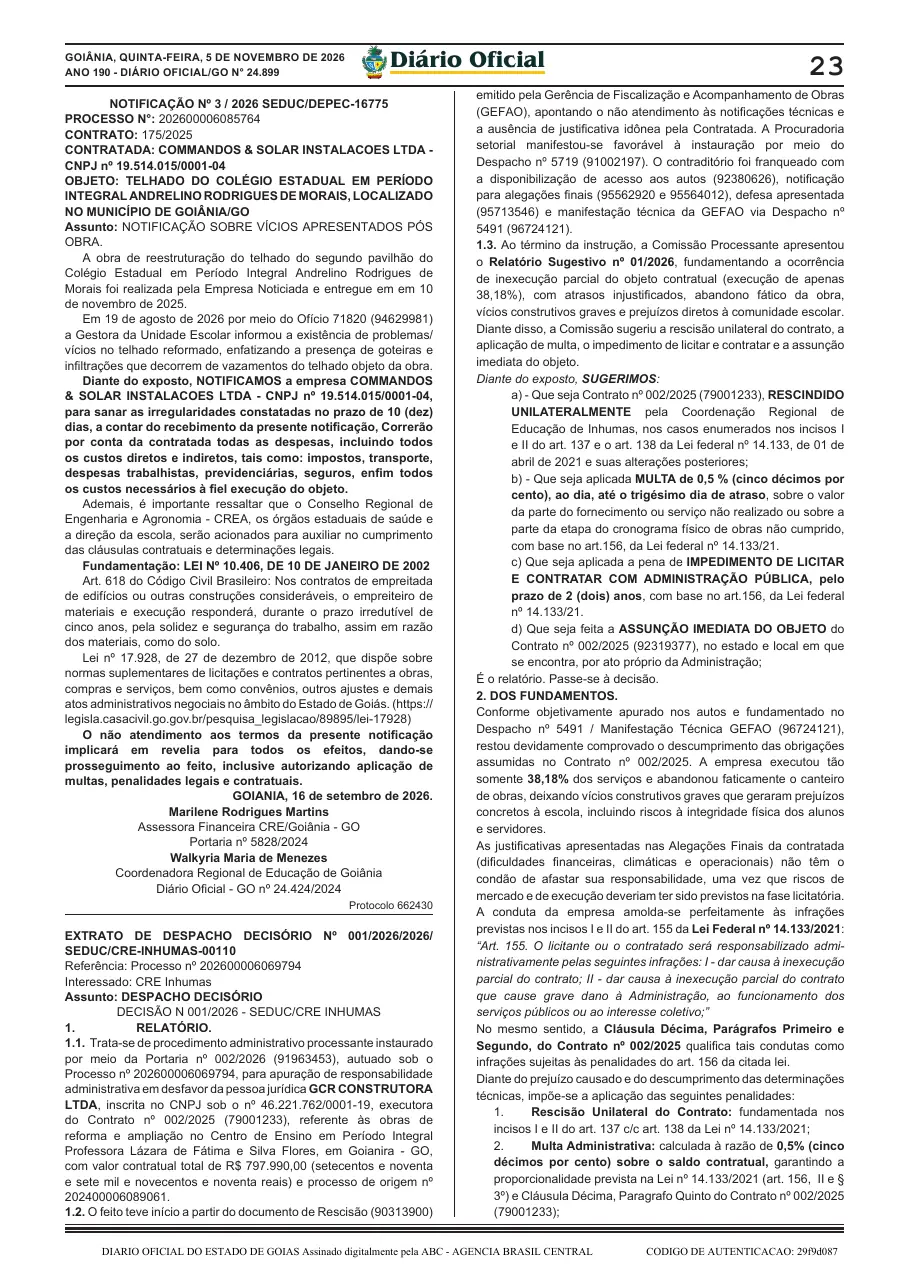 GOIÂNIA, QUINTA-FEIRA, 5 DE NOVEMBRO DE 2026
ANO 190 - DIÁRIO OFICIAL/GO N° 24.899
Diário Oficial
23
NOTIFICAÇÃO Nº 3 / 2026 SEDUC/DEPEC-16775
PROCESSO N°: 202600006085764
CONTRATO: 175/2025
CONTRATADA: COMMANDOS & SOLAR INSTALACOES LTDA -
CNPJ nº 19.514.015/0001-04
OBJETO: TELHADO DO COLÉGIO ESTADUAL EM PERÍODO
INTEGRAL ANDRELINO RODRIGUES DE MORAIS, LOCALIZADO
NO MUNICÍPIO DE GOIÂNIA/GO
Assunto: NOTIFICAÇÃO SOBRE VÍCIOS APRESENTADOS PÓS
OBRA.
A obra de reestruturação do telhado do segundo pavilhão do
Colégio Estadual em Período Integral Andrelino Rodrigues de
Morais foi realizada pela Empresa Noticiada e entregue em em 10
de novembro de 2025.
Em 19 de agosto de 2026 por meio do Ofício 71820 (94629981)
a Gestora da Unidade Escolar informou a existência de problemas/
vícios no telhado reformado, enfatizando a presença de goteiras e
infiltrações que decorrem de vazamentos do telhado objeto da obra.
Diante do exposto, NOTIFICAMOS a empresa COMMANDOS
& SOLAR INSTALACOES LTDA - CNPJ nº 19.514.015/0001-04,
para sanar as irregularidades constatadas no prazo de 10 (dez)
dias, a contar do recebimento da presente notificação, Correrão
por conta da contratada todas as despesas, incluindo todos
os custos diretos e indiretos, tais como: impostos, transporte,
despesas trabalhistas, previdenciárias, seguros, enfim todos
os custos necessários à fiel execução do objeto.
Ademais, é importante ressaltar que o Conselho Regional de
Engenharia e Agronomia - CREA, os órgãos estaduais de saúde e
a direção da escola, serão acionados para auxiliar no cumprimento
das cláusulas contratuais e determinações legais.
Fundamentação: LEI Nº 10.406, DE 10 DE JANEIRO DE 2002
Art. 618 do Código Civil Brasileiro: Nos contratos de empreitada
de edifícios ou outras construções consideráveis, o empreiteiro de
materiais e execução responderá, durante o prazo irredutível de
cinco anos, pela solidez e segurança do trabalho, assim em razão
dos materiais, como do solo.
Lei nº 17.928, de 27 de dezembro de 2012, que dispõe sobre
normas suplementares de licitações e contratos pertinentes a obras,
compras e serviços, bem como convênios, outros ajustes e demais
atos administrativos negociais no âmbito do Estado de Goiás. (https://
legisla.casacivil.go.gov.br/pesquisa_legislacao/89895/lei-17928)
O não atendimento aos termos da presente notificação
implicará em revelia para todos os efeitos, dando-se
prosseguimento ao feito, inclusive autorizando aplicação de
multas, penalidades legais e contratuais.
GOIANIA, 16 de setembro de 2026.
Marilene Rodrigues Martins
Assessora Financeira CRE/Goiânia - GO
Portaria nº 5828/2024
Walkyria Maria de Menezes
Coordenadora Regional de Educação de Goiânia
Diário Oficial - GO nº 24.424/2024
Protocolo 662430
EXTRATO DE DESPACHO DECISÓRIO Nº 001/2026/2026/
SEDUC/CRE-INHUMAS-00110
Referência: Processo nº 202600006069794
Interessado: CRE Inhumas
Assunto: DESPACHO DECISÓRIO
DECISÃO N 001/2026 - SEDUC/CRE INHUMAS
1. RELATÓRIO.
1.1. Trata-se de procedimento administrativo processante instaurado
por meio da Portaria nº 002/2026 (91963453), autuado sob o
Processo nº 202600006069794, para apuração de responsabilidade
administrativa em desfavor da pessoa jurídica GCR CONSTRUTORA
LTDA, inscrita no CNPJ sob o nº 46.221.762/0001-19, executora
do Contrato nº 002/2025 (79001233), referente às obras de
reforma e ampliação no Centro de Ensino em Período Integral
Professora Lázara de Fátima e Silva Flores, em Goianira - GO,
com valor contratual total de R$ 797.990,00 (setecentos e noventa
e sete mil e novecentos e noventa reais) e processo de origem nº
202400006089061.
1.2. O feito teve início a partir do documento de Rescisão (90313900)
emitido pela Gerência de Fiscalização e Acompanhamento de Obras
(GEFAO), apontando o não atendimento às notificações técnicas e
a ausência de justificativa idônea pela Contratada. A Procuradoria
setorial manifestou-se favorável à instauração por meio do
Despacho nº 5719 (91002197). O contraditório foi franqueado com
a disponibilização de acesso aos autos (92380626), notificação
para alegações finais (95562920 e 95564012), defesa apresentada
(95713546) e manifestação técnica da GEFAO via Despacho nº
5491 (96724121).
1.3. Ao término da instrução, a Comissão Processante apresentou
o Relatório Sugestivo nº 01/2026, fundamentando a ocorrência
de inexecução parcial do objeto contratual (execução de apenas
38,18%), com atrasos injustificados, abandono fático da obra,
vícios construtivos graves e prejuízos diretos à comunidade escolar.
Diante disso, a Comissão sugeriu a rescisão unilateral do contrato, a
aplicação de multa, o impedimento de licitar e contratar e a assunção
imediata do objeto.
Diante do exposto, SUGERIMOS:
a) - Que seja Contrato nº 002/2025 (79001233), RESCINDIDO
UNILATERALMENTE pela Coordenação Regional de
Educação de Inhumas, nos casos enumerados nos incisos I
e II do art. 137 e o art. 138 da Lei federal nº 14.133, de 01 de
abril de 2021 e suas alterações posteriores;
b) - Que seja aplicada MULTA de 0,5 % (cinco décimos por
cento), ao dia, até o trigésimo dia de atraso, sobre o valor
da parte do fornecimento ou serviço não realizado ou sobre a
parte da etapa do cronograma físico de obras não cumprido,
com base no art.156, da Lei federal nº 14.133/21.
c) Que seja aplicada a pena de IMPEDIMENTO DE LICITAR
E CONTRATAR COM ADMINISTRAÇÃO PÚBLICA, pelo
prazo de 2 (dois) anos, com base no art.156, da Lei federal
nº 14.133/21.
d) Que seja feita a ASSUNÇÃO IMEDIATA DO OBJETO do
Contrato nº 002/2025 (92319377), no estado e local em que
se encontra, por ato próprio da Administração;
É o relatório. Passe-se à decisão.
2. DOS FUNDAMENTOS.
Conforme objetivamente apurado nos autos e fundamentado no
Despacho nº 5491 / Manifestação Técnica GEFAO (96724121),
restou devidamente comprovado o descumprimento das obrigações
assumidas no Contrato nº 002/2025. A empresa executou tão
somente 38,18% dos serviços e abandonou faticamente o canteiro
de obras, deixando vícios construtivos graves que geraram prejuízos
concretos à escola, incluindo riscos à integridade física dos alunos
e servidores.
As justificativas apresentadas nas Alegações Finais da contratada
(dificuldades financeiras, climáticas e operacionais) não têm o
condão de afastar sua responsabilidade, uma vez que riscos de
mercado e de execução deveriam ter sido previstos na fase licitatória.
A conduta da empresa amolda-se perfeitamente às infrações
previstas nos incisos I e II do art. 155 da Lei Federal nº 14.133/2021:
“Art. 155. O licitante ou o contratado será responsabilizado admi-
nistrativamente pelas seguintes infrações: I - dar causa à inexecução
parcial do contrato; II - dar causa à inexecução parcial do contrato
que cause grave dano à Administração, ao funcionamento dos
serviços públicos ou ao interesse coletivo;”
No mesmo sentido, a Cláusula Décima, Parágrafos Primeiro e
Segundo, do Contrato nº 002/2025 qualifica tais condutas como
infrações sujeitas às penalidades do art. 156 da citada lei.
Diante do prejuízo causado e do descumprimento das determinações
técnicas, impõe-se a aplicação das seguintes penalidades:
1. Rescisão Unilateral do Contrato: fundamentada nos
incisos I e II do art. 137 c/c art. 138 da Lei nº 14.133/2021;
2. Multa Administrativa: calculada à razão de 0,5% (cinco
décimos por cento) sobre o saldo contratual, garantindo a
proporcionalidade prevista na Lei nº 14.133/2021 (art. 156, II e §
3º) e Cláusula Décima, Paragrafo Quinto do Contrato nº 002/2025
(79001233);
DIARIO OFICIAL DO ESTADO DE GOIAS Assinado digitalmente pela ABC - AGENCIA BRASIL CENTRAL
CODIGO DE AUTENTICACAO: 29f9d087